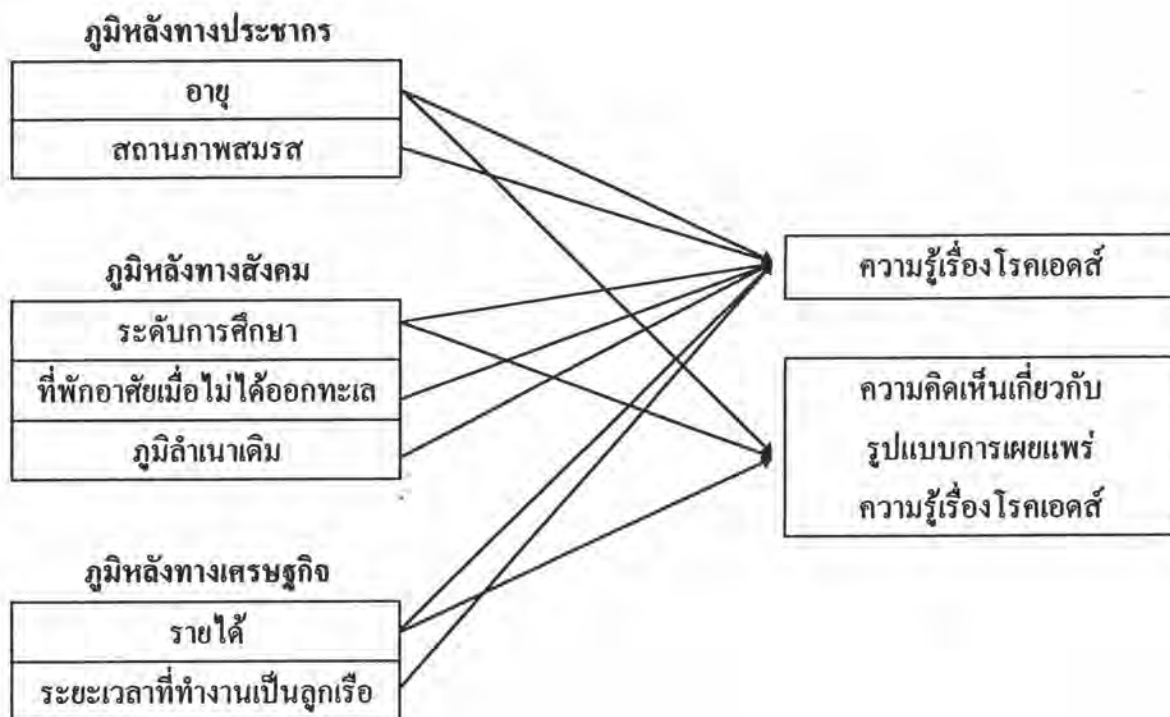 ภูมิหลังทางประชากร
อายุ
สถานภาพสมรส
ภูมิหลังทางสังคม
ระดับการศึกษา
ที่พักอาศัยเมื่อไม่ได้ออกทะเล
ภูมิลำเนาเดิม
ภูมิหลังทางเศรษฐกิจ
รายได้
ระยะเวลาที่ทำงานเป็นลูกเรือ
ความรู้เรื่องโรคเอดส์
ความคิดเห็นเกี่ยวกับ
รูปแบบการเผยแพร่
ความรู้เรื่องโรคเอดส์